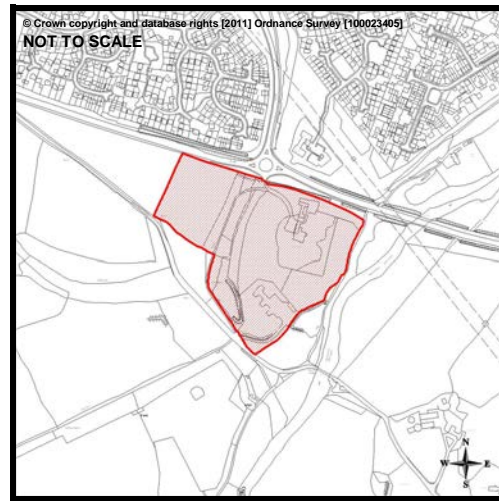 © Crown copyright and database rights [2011] Ordnance Survey [100023405]
NOT TO SCALE
N
W E
S